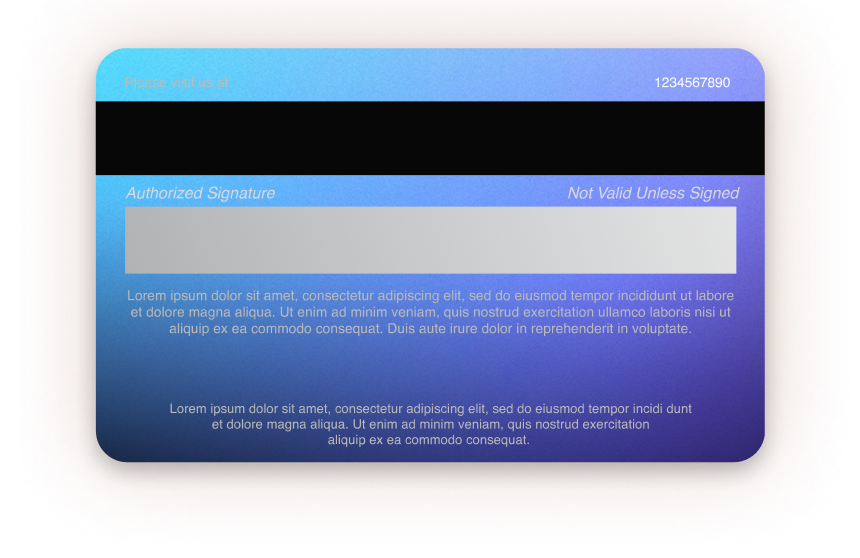 Please visit us at
1234567890
Authorized Signature
Not Valid Unless Signed
Lorem ipsum dolor sit amet, consectetur adipiscing elit, sed do eiusmod tempor incididunt ut labore
et dolore magna aliqua. Ut enim ad minim veniam, quis nostrud exercitation ullamco laboris nisi ut
aliquip ex ea commodo consequat. Duis aute irure dolor in reprehenderit in voluptate.
Lorem ipsum dolor sit amet, consectetur adipiscing elit, sed do eiusmod tempor incidi dunt
et dolore magna aliqua. Ut enim ad minim veniam, quis nostrud exercitation
aliquip ex ea commodo consequat.